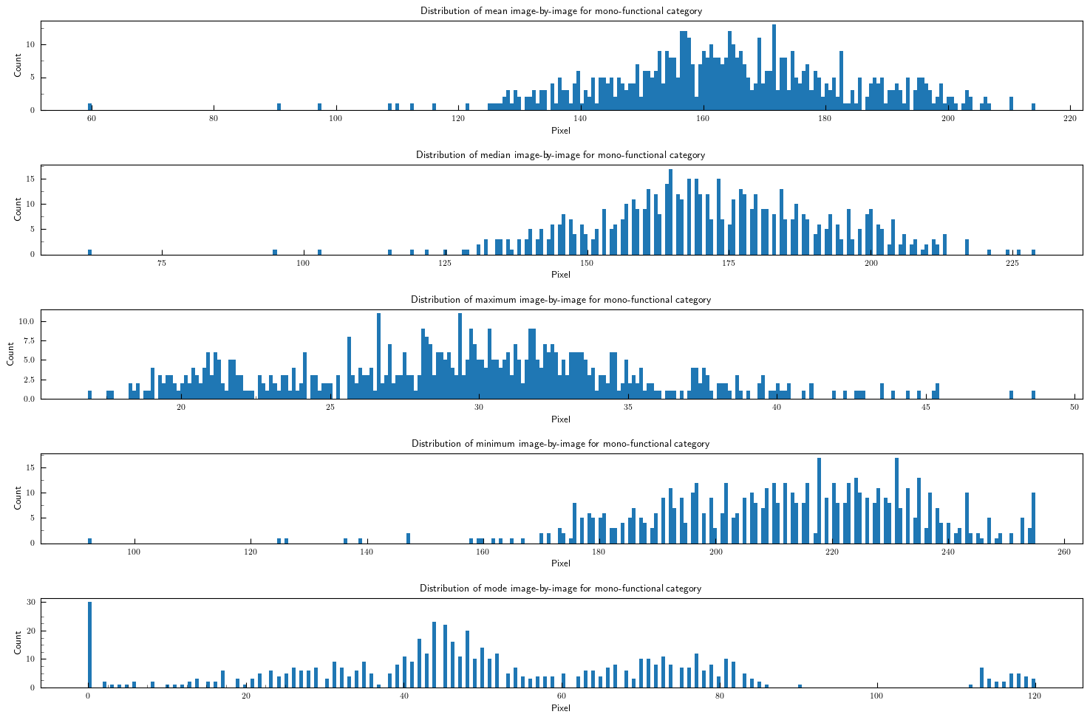 Distribution of mean image-by-image for mono-functional category
Count
10
5
0
60 80 100 120 140 160 180 200 220
Pixel
Distribution of median image-by-image for mono-functional category
Count
15
10
5
0
75 100 125 150 175 200 225
Pixel
Distribution of maximum image-by-image for mono-functional category
Count
10.0
7.5
5.0
2.5
0.0
20 25 30 35 40 45 50
Pixel
Distribution of minimum image-by-image for mono-functional category
Count
15
10
5
0
100 120 140 160 180 200 220 240 260
Pixel
Distribution of mode image-by-image for mono-functional category
Count
30
20
10
0
0 20 40 60 80 100 120
Pixel